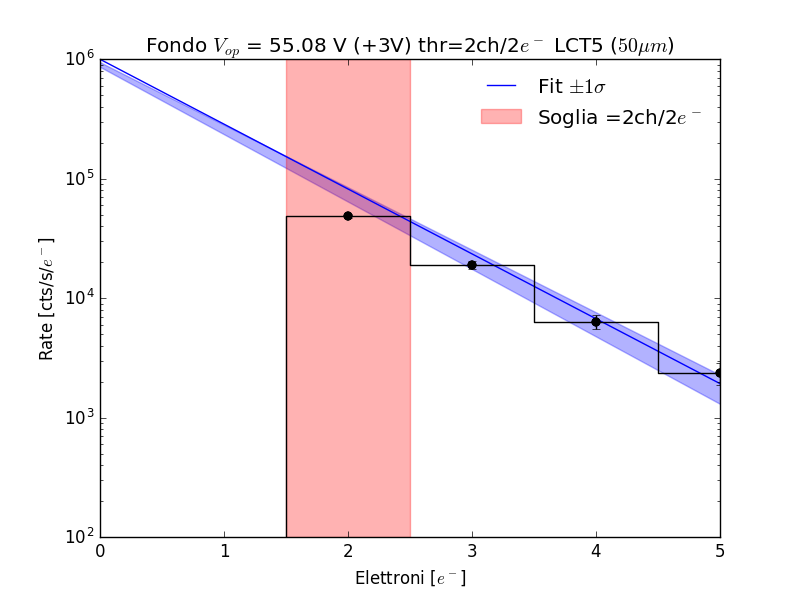 Fondo V_op = 55.08 V (+3V) thr=2ch/2e⁻ LCT5 (50μm)
Fit ±1σ
Soglia =2ch/2e⁻
10⁶
10⁵
10⁴
10³
10²
Rate [cts/s/e⁻]
0 1 2 3 4 5
Elettroni [e⁻]